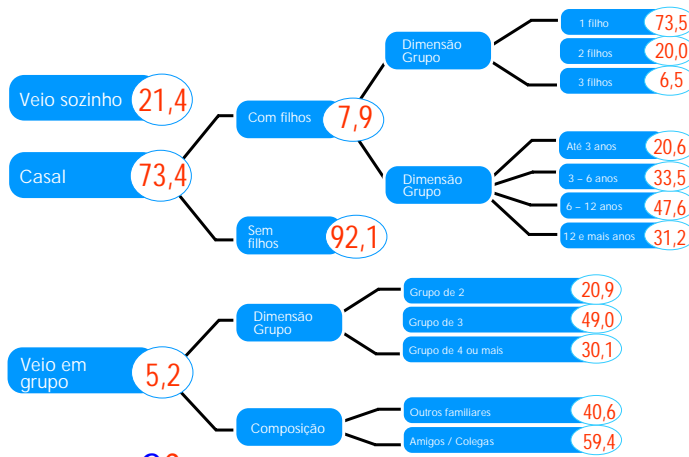 Veio sozinho 21,4
Casal 73,4
Com filhos 7,9
Dimensão
Grupo
1 filho 73,5
2 filhos 20,0
3 filhos 6,5
Dimensão
Grupo
Até 3 anos 20,6
3 – 6 anos 33,5
6 – 12 anos 47,6
12 e mais anos 31,2
Sem
filhos 92,1
Veio em
grupo 5,2
Dimensão
Grupo
Grupo de 2 20,9
Grupo de 3 49,0
Grupo de 4 ou mais 30,1
Composição
Outros familiares 40,6
Amigos / Colegas 59,4